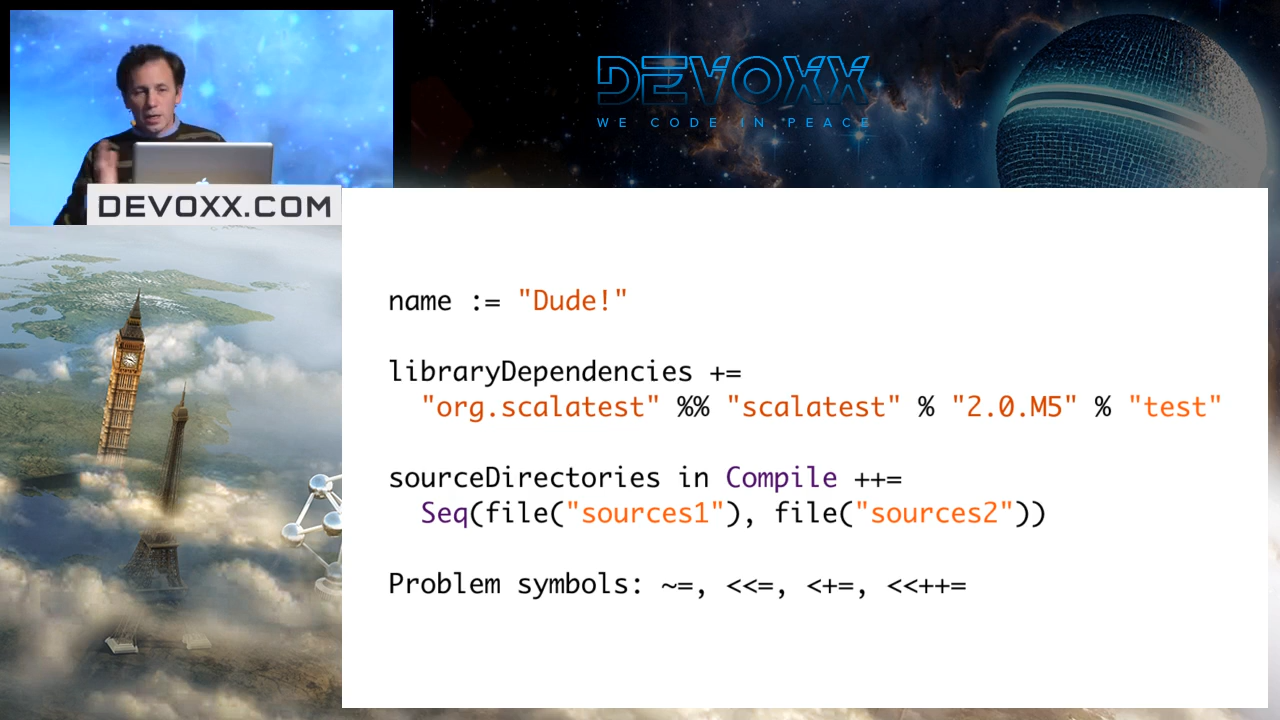 DEVOXX
WE CODE IN PEACE
DEVOXX.COM
name := "Dude!"
libraryDependencies +=
"org.scalatest" %% "scalatest" % "2.0.M5" % "test"
sourceDirectories in Compile ++=
Seq(file("sources1"), file("sources2"))
Problem symbols: ~=, <<=, <+=, <<++=